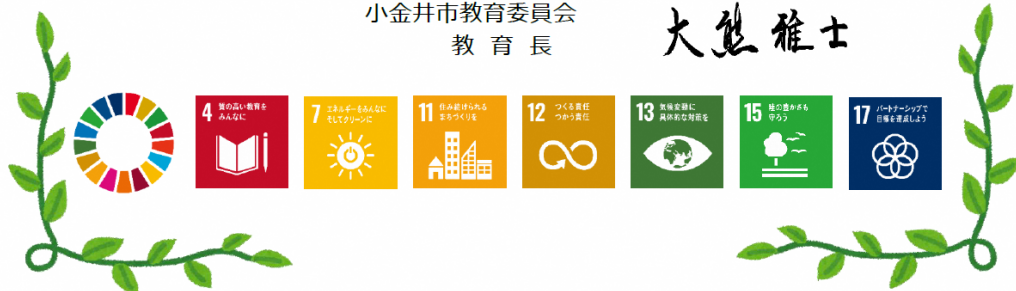 小金井市教育委員会
教 育 長 大熊雅士
4 質の高い教育を
みんなに
7 エネルギーをみんなに
そしてクリーンに
11 住み続けられる
まちづくりを
12 つくる責任
つかう責任
13 気候変動に
具体的な対策を
15 陸の豊かさも
守ろう
17 パートナーシップで
目標を達成しよう